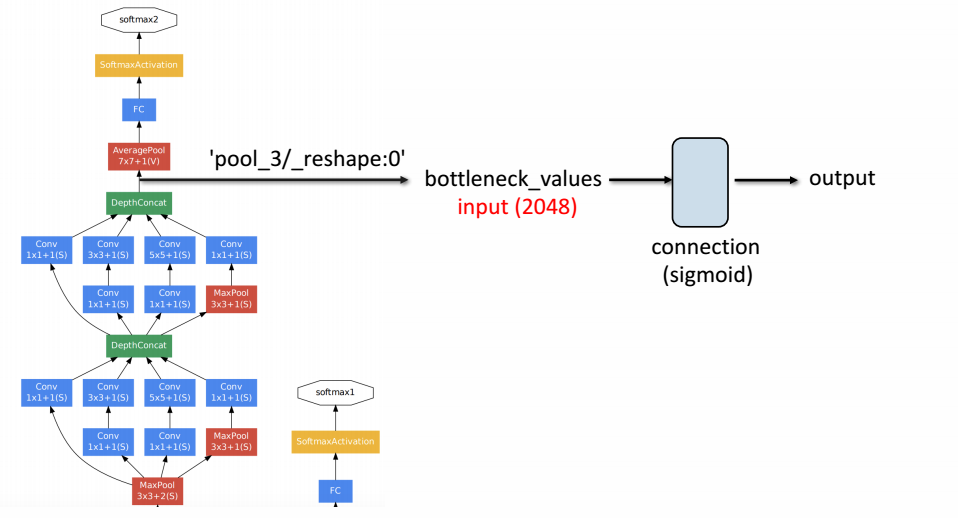 softmax2
SoftmaxActivation
FC
AveragePool
7x7+1(V)
'pool_3/_reshape:0'
bottleneck_values
input (2048)
output
connection
(sigmoid)
DepthConcat
Conv
1x1+1(S)
Conv
3x3+1(S)
Conv
5x5+1(S)
Conv
1x1+1(S)
Conv
1x1+1(S)
Conv
1x1+1(S)
MaxPool
3x3+1(S)
DepthConcat
Conv
1x1+1(S)
Conv
3x3+1(S)
Conv
5x5+1(S)
Conv
1x1+1(S)
Conv
1x1+1(S)
Conv
1x1+1(S)
MaxPool
3x3+1(S)
MaxPool
3x3+2(S)
softmax1
SoftmaxActivation
FC